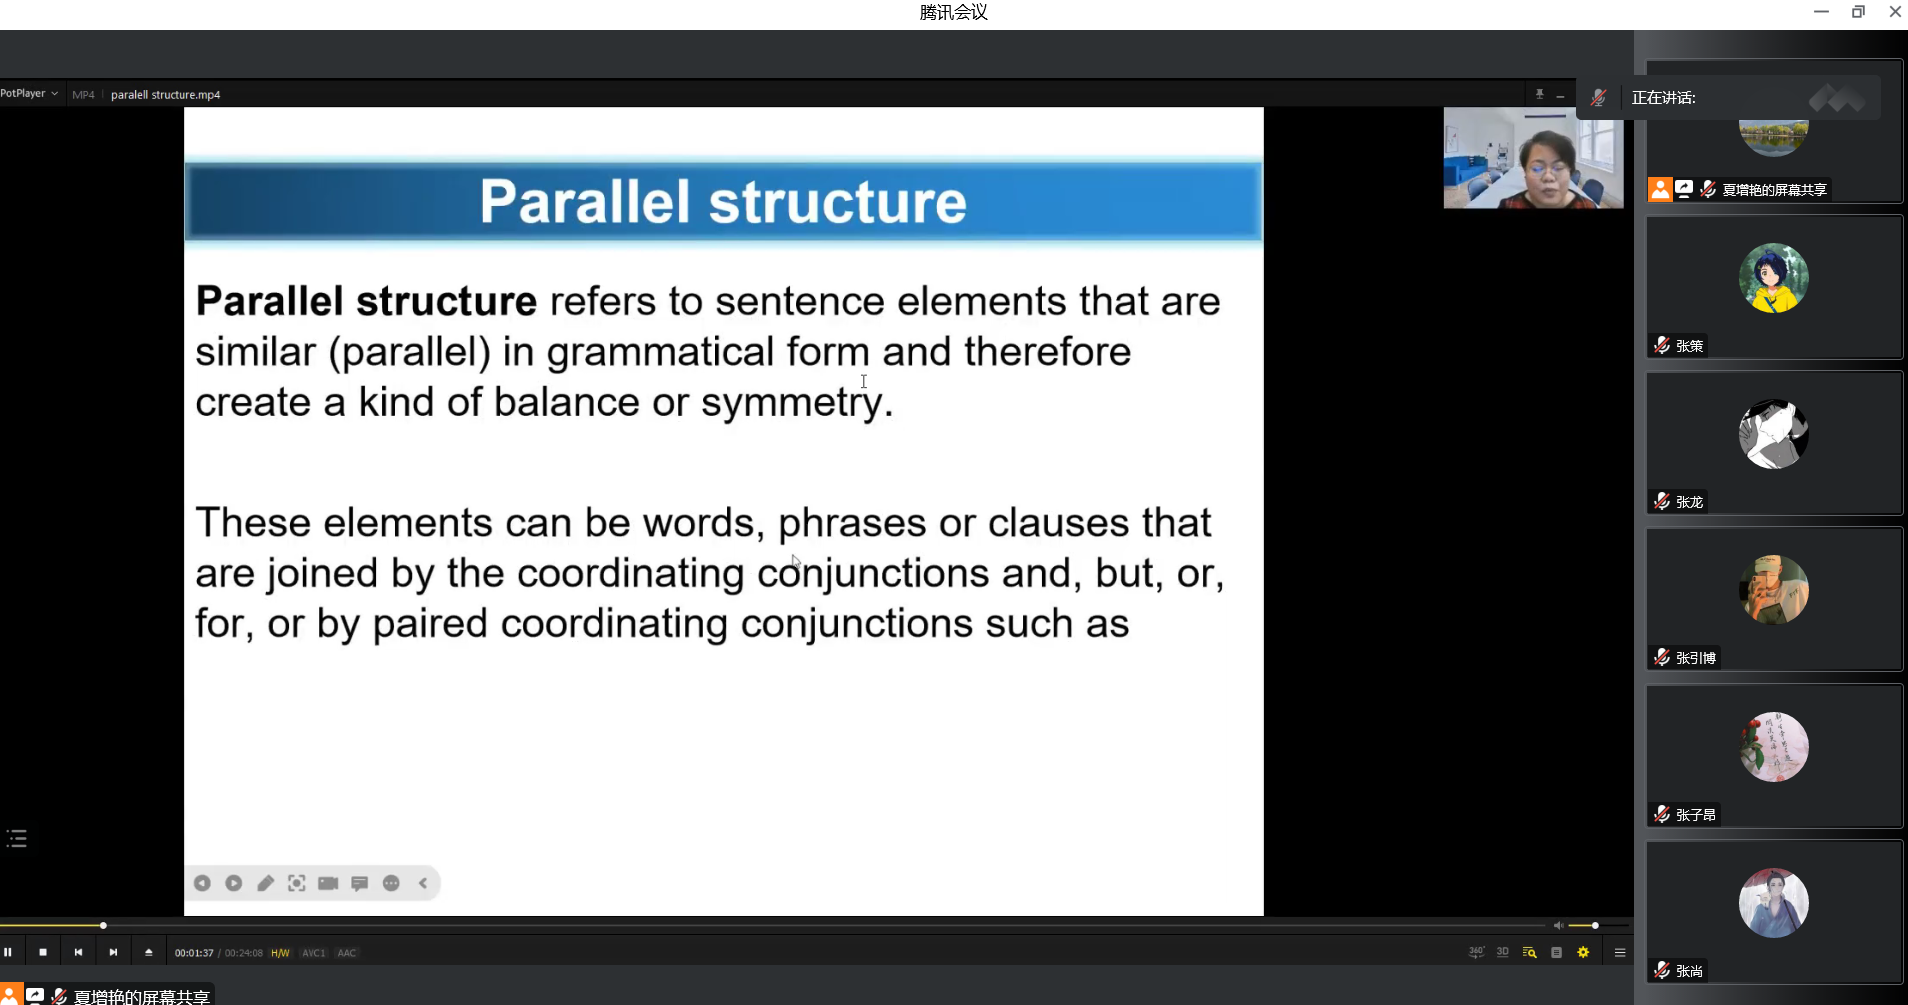 腾讯会议
PotPlayer
MP4
paralell structure.mp4
正在讲话:
Parallel structure
Parallel structure refers to sentence elements that are
similar (parallel) in grammatical form and therefore
create a kind of balance or symmetry.
These elements can be words, phrases or clauses that
are joined by the coordinating conjunctions and, but, or,
for, or by paired coordinating conjunctions such as
夏增艳的屏幕共享
张策
张龙
张引博
张子昂
张尚
00:01:37 / 00:24:08 H/W AVC1 AAC
360° 3D
夏增艳的屏幕共享